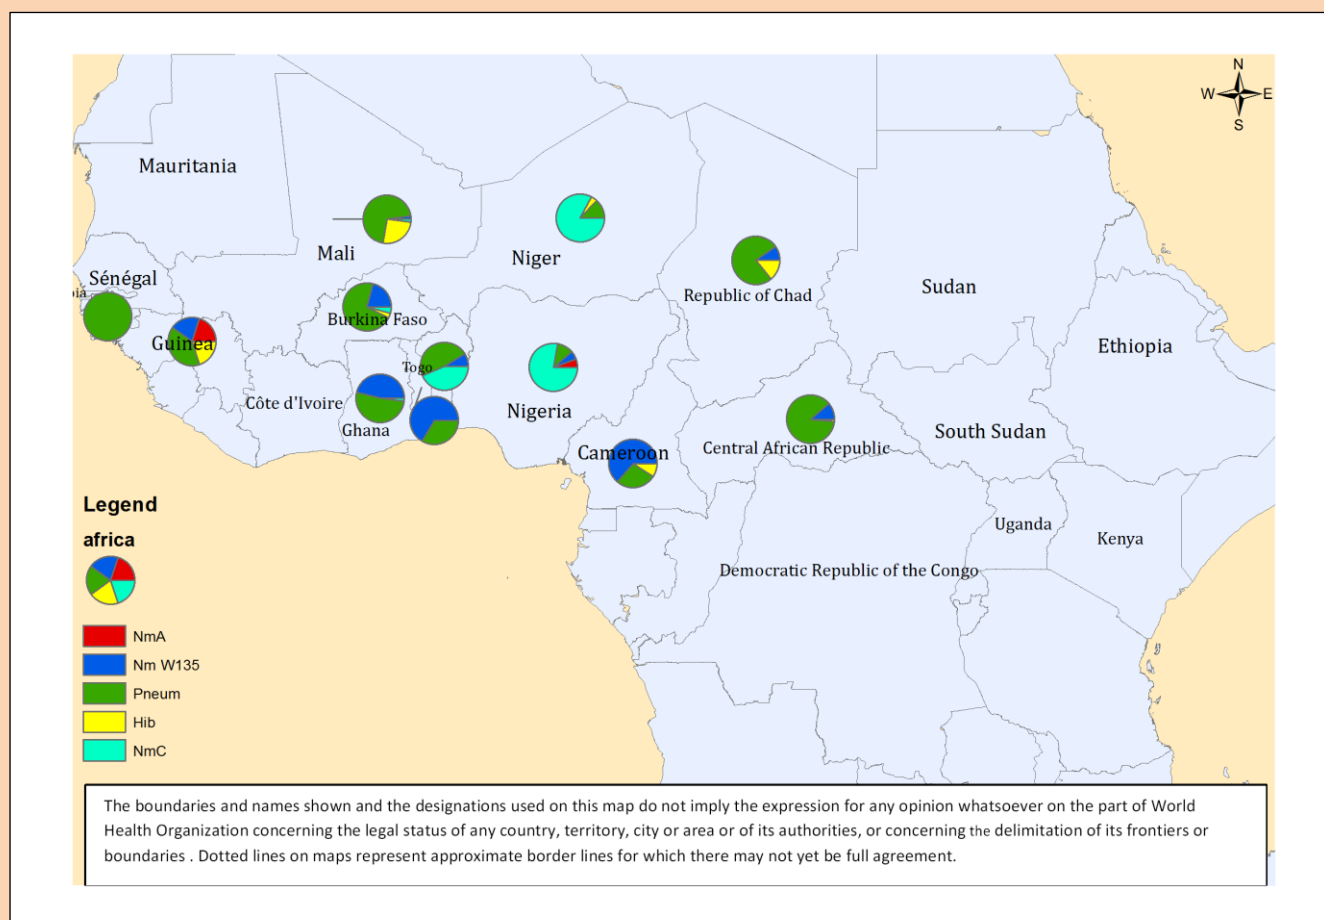 N
W E
S
Mauritania
Mali
Niger
Sénégal
Republic of Chad
Sudan
Burkina Faso
Guinea
Ethiopia
Togo
Côte d'Ivoire
Nigeria
Ghana
South Sudan
Cameroon
Central African Republic
Legend
Uganda
africa
Kenya
Democratic Republic of the Congo
NmA
Nm W135
Pneum
Hib
NmC
The boundaries and names shown and the designations used on this map do not imply the expression for any opinion whatsoever on the part of World
Health Organization concerning the legal status of any country, territory, city or area or of its authorities, or concerning the delimitation of its frontiers or
boundaries . Dotted lines on maps represent approximate border lines for which there may not yet be full agreement.